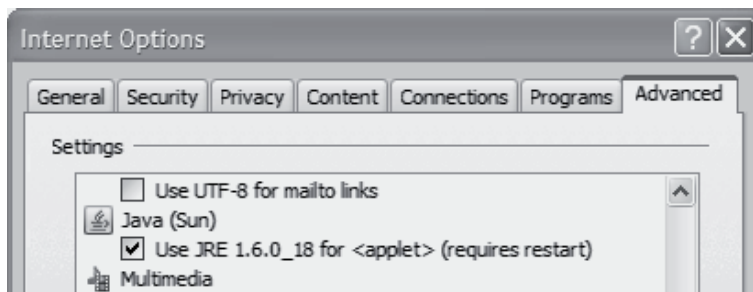 Internet Options
General Security Privacy Content Connections Programs Advanced
Settings
Use UTF-8 for mailto links
Java (Sun)
Use JRE 1.6.0_18 for <applet> (requires restart)
Multimedia